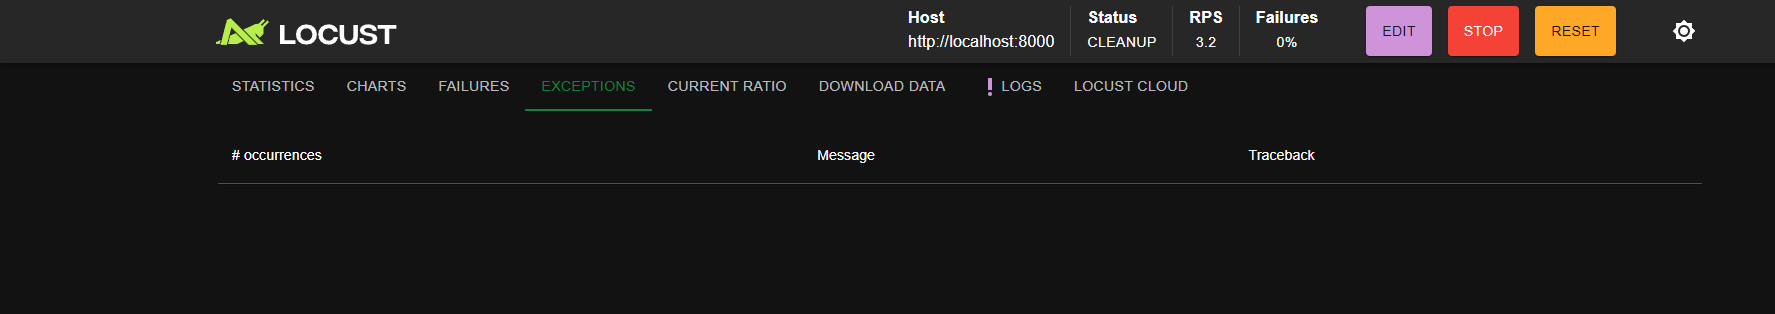 LOCUST
Host
http://localhost:8000
Status
CLEANUP
RPS
3.2
Failures
0%
EDIT
STOP
RESET
STATISTICS
CHARTS
FAILURES
EXCEPTIONS
CURRENT RATIO
DOWNLOAD DATA
LOGS
LOCUST CLOUD
# occurrences
Message
Traceback